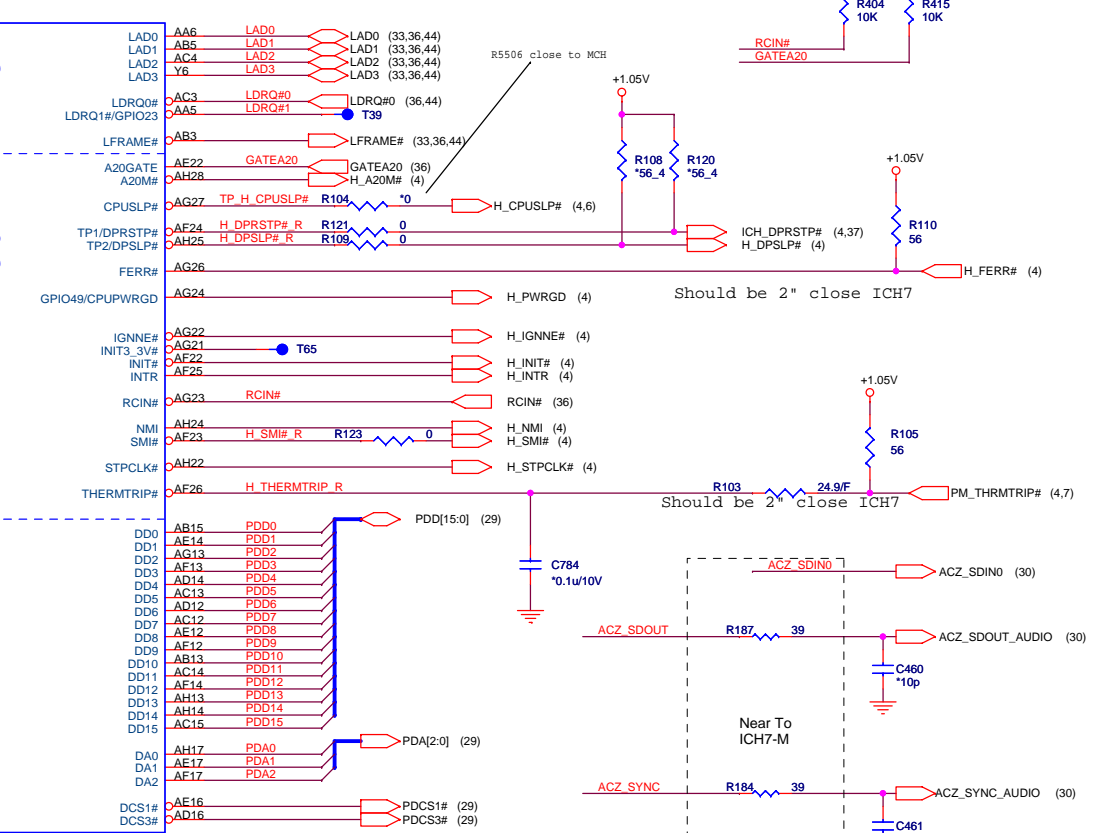 R404 R415
10K 10K
LAD0 AA6 LAD0 LAD0 (33,36,44)
LAD1 AB5 LAD1 LAD1 (33,36,44)
LAD2 AC4 LAD2 LAD2 (33,36,44)
LAD3 Y6 LAD3 LAD3 (33,36,44)
R5506 close to MCH
RCIN#
GATEA20
+1.05V
LDRQ0# AC3 LDRQ#0 LDRQ#0 (36,44)
LDRQ1#/GPIO23 AA5 LDRQ#1 T39
LFRAME# AB3 LFRAME# (33,36,44)
R108 R120
*56_4 *56_4
+1.05V
A20GATE AE22 GATEA20 GATEA20 (36)
A20M# AH28 H_A20M# (4)
CPUSLP# AG27 TP_H_CPUSLP# R104 *0 H_CPUSLP# (4,6)
TP1/DPRSTP# AF24 H_DPRSTP#_R R121 0 ICH_DPRSTP# (4,37)
TP2/DPSLP# AH25 H_DPSLP#_R R109 0 H_DPSLP# (4)
R110
56
FERR# AG26 H_FERR# (4)
Should be 2" close ICH7
GPIO49/CPUPWRGD AG24 H_PWRGD (4)
IGNNE# AG22 H_IGNNE# (4)
INIT3_3V# AG21 T65
INIT# AF22 H_INIT# (4)
INTR AF25 H_INTR (4)
+1.05V
RCIN# AG23 RCIN# RCIN# (36)
NMI AH24 H_NMI (4)
SMI# AF23 H_SMI#_R R123 0 H_SMI# (4)
R105
56
STPCLK# AH22 H_STPCLK# (4)
THERMTRIP# AF26 H_THERMTRIP_R R103 24.9/F PM_THRMTRIP# (4,7)
Should be 2" close ICH7
PDD[15:0] (29)
DD0 AB15 PDD0
DD1 AE14 PDD1
DD2 AG13 PDD2
DD3 AF13 PDD3
DD4 AD14 PDD4
DD5 AC13 PDD5
DD6 AD12 PDD6
DD7 AC12 PDD7
DD8 AE12 PDD8
DD9 AF12 PDD9
DD10 AB13 PDD10
DD11 AC14 PDD11
DD12 AF14 PDD12
DD13 AH13 PDD13
DD14 AH14 PDD14
DD15 AC15 PDD15
C784
*0.1u/10V
ACZ_SDIN0 ACZ_SDIN0 (30)
ACZ_SDOUT R187 39 ACZ_SDOUT_AUDIO (30)
C460
*10p
Near To
ICH7-M
PDA[2:0] (29)
DA0 AH17 PDA0
DA1 AE17 PDA1
DA2 AF17 PDA2
DCS1# AE16 PDCS1# (29)
DCS3# AD16 PDCS3# (29)
ACZ_SYNC R184 39 ACZ_SYNC_AUDIO (30)
C461